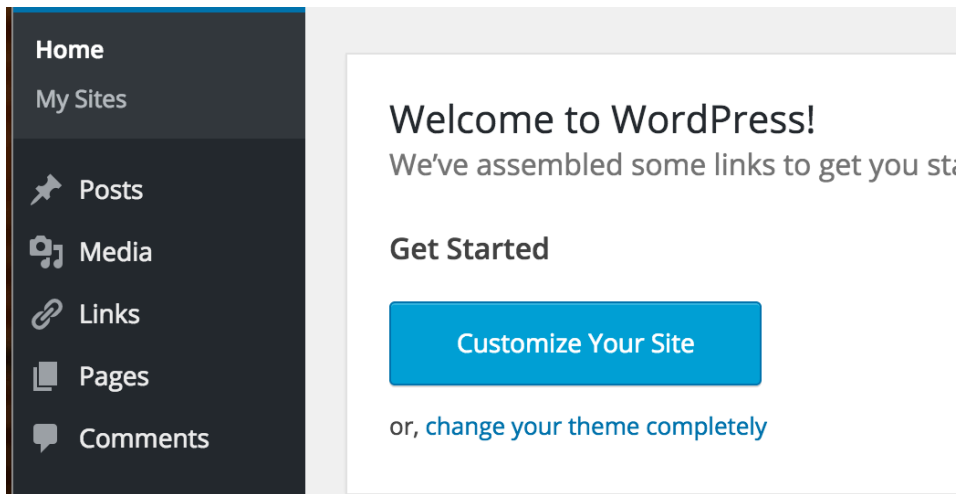 Home
My Sites
Posts
Media
Links
Pages
Comments
Welcome to WordPress!
We’ve assembled some links to get you
Get Started
Customize Your Site
or, change your theme completely